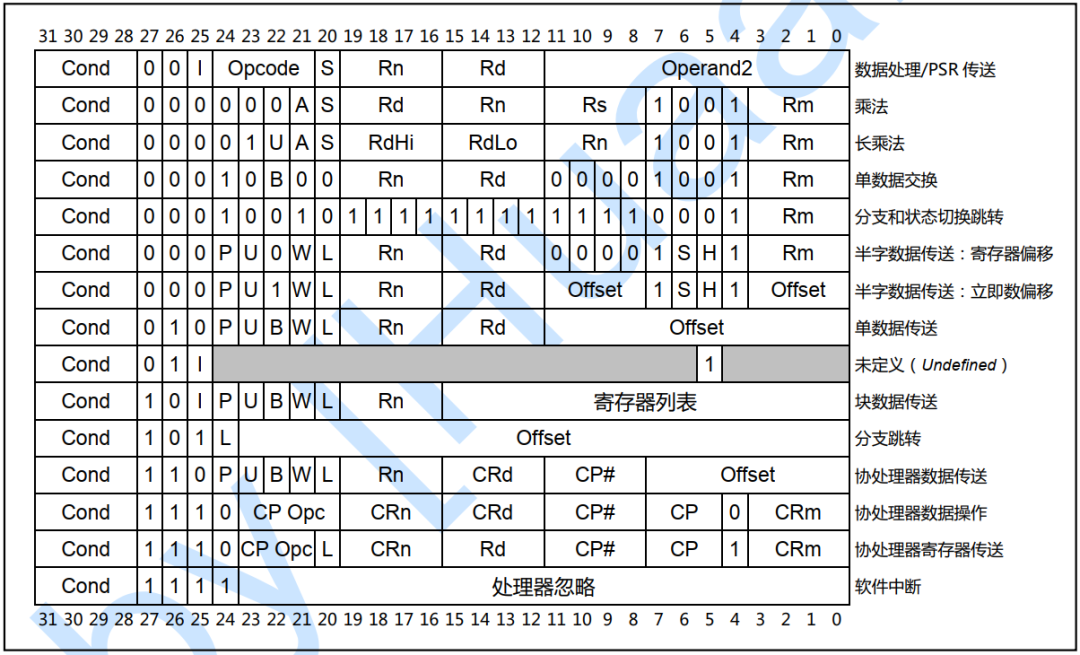 31 30 29 28 27 26 25 24 23 22 21 20 19 18 17 16 15 14 13 12 11 10 9 8 7 6 5 4 3 2 1 0
Cond 0 0 I Opcode S Rn Rd Operand2 数据处理/PSR 传送
Cond 0 0 0 0 0 0 A S Rd Rn Rs 1 0 0 1 Rm 乘法
Cond 0 0 0 0 1 U A S RdHi RdLo Rn 1 0 0 1 Rm 长乘法
Cond 0 0 0 1 0 B 0 0 Rn Rd 0 0 0 0 1 0 0 1 Rm 单数据交换
Cond 0 0 0 1 0 0 1 0 1 1 1 1 1 1 1 1 1 1 1 1 0 0 0 1 Rm 分支和状态切换跳转
Cond 0 0 0 P U 0 W L Rn Rd 0 0 0 0 1 S H 1 Rm 半字数据传送：寄存器偏移
Cond 0 0 0 P U 1 W L Rn Rd Offset 1 S H 1 Offset 半字数据传送：立即数偏移
Cond 0 1 0 P U B W L Rn Rd Offset 单数据传送
Cond 0 1 I 1 未定义（Undefined）
Cond 1 0 I P U B W L Rn 寄存器列表 块数据传送
Cond 1 0 1 L Offset 分支跳转
Cond 1 1 0 P U B W L Rn CRd CP# Offset 协处理器数据传送
Cond 1 1 1 0 CP Opc CRn CRd CP# CP 0 CRm 协处理器数据操作
Cond 1 1 1 0 CP Opc L CRn Rd CP# CP 1 CRm 协处理器寄存器传送
Cond 1 1 1 1 处理器忽略 软件中断
31 30 29 28 27 26 25 24 23 22 21 20 19 18 17 16 15 14 13 12 11 10 9 8 7 6 5 4 3 2 1 0